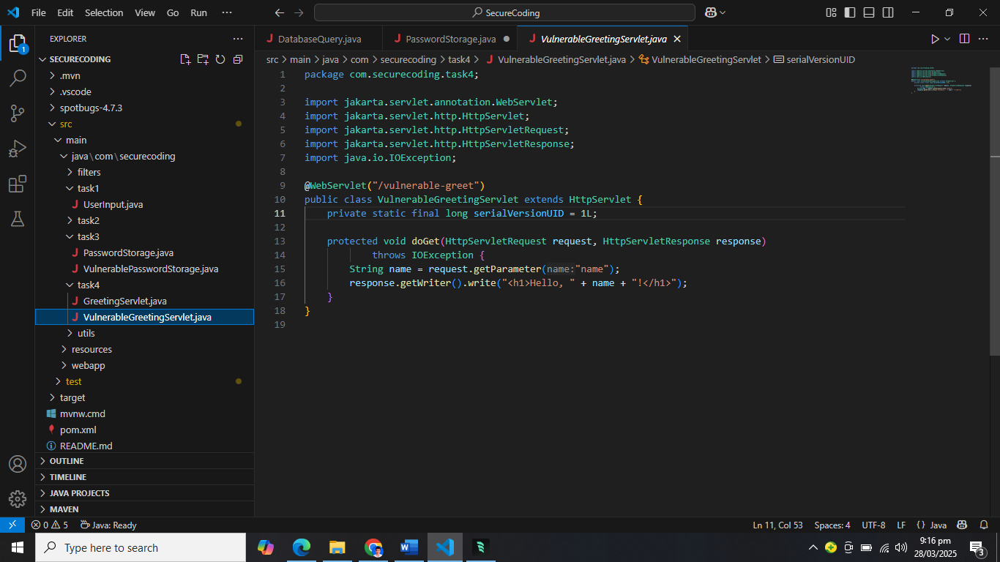 File Edit Selection View Go Run ···
SecureCoding
EXPLORER
SECURECODING
.mvn
.vscode
spotbugs-4.7.3
src
main
java\com\securecoding
filters
task1
UserInput.java
task2
task3
PasswordStorage.java
VulnerablePasswordStorage.java
task4
GreetingServlet.java
VulnerableGreetingServlet.java
utils
resources
webapp
test
target
mvnw.cmd
pom.xml
README.md
OUTLINE
TIMELINE
JAVA PROJECTS
MAVEN
1
DatabaseQuery.java PasswordStorage.java VulnerableGreetingServlet.java
src > main > java > com > securecoding > task4 > VulnerableGreetingServlet.java > VulnerableGreetingServlet > serialVersionUID
1 package com.securecoding.task4;
2
3 import jakarta.servlet.annotation.WebServlet;
4 import jakarta.servlet.http.HttpServlet;
5 import jakarta.servlet.http.HttpServletRequest;
6 import jakarta.servlet.http.HttpServletResponse;
7 import java.io.IOException;
8
9 @WebServlet("/vulnerable-greet")
10 public class VulnerableGreetingServlet extends HttpServlet {
11 private static final long serialVersionUID = 1L;
12
13 protected void doGet(HttpServletRequest request, HttpServletResponse response)
14 throws IOException {
15 String name = request.getParameter(name:"name");
16 response.getWriter().write("<h1>Hello, " + name + "!</h1>");
17 }
18 }
19
0 5 Java: Ready
Ln 11, Col 53 Spaces: 4 UTF-8 LF {} Java
Type here to search
9:16 pm
28/03/2025
3